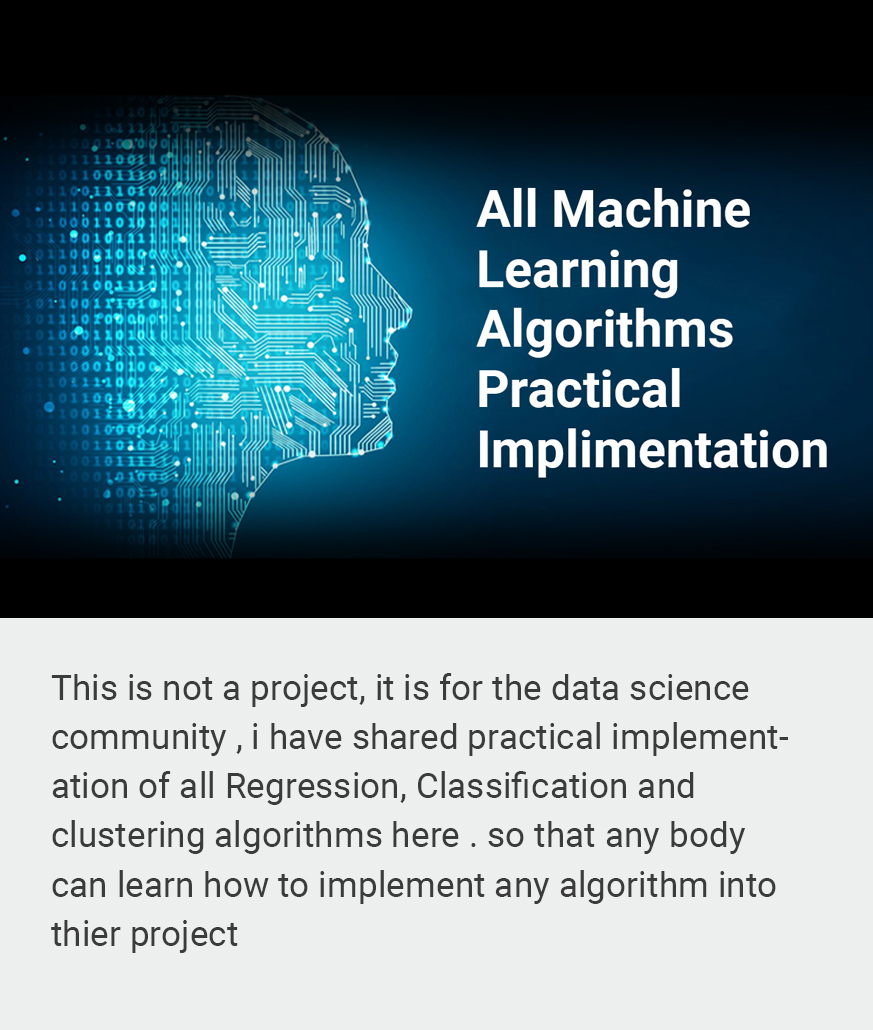 All Machine
Learning
Algorithms
Practical
Implimentation
This is not a project, it is for the data science
community , i have shared practical implement-
ation of all Regression, Classification and
clustering algorithms here . so that any body
can learn how to implement any algorithm into
thier project